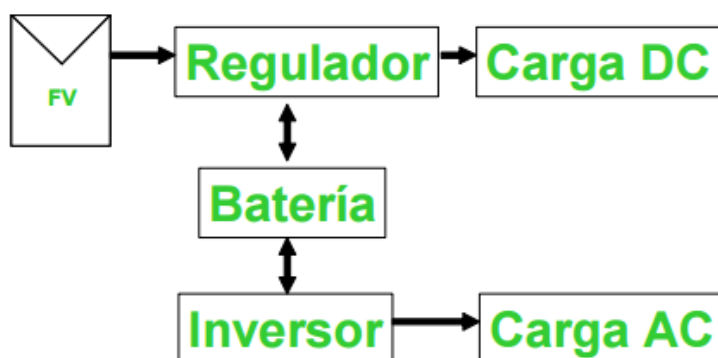 FV
Regulador
Carga DC
Batería
Inversor
Carga AC